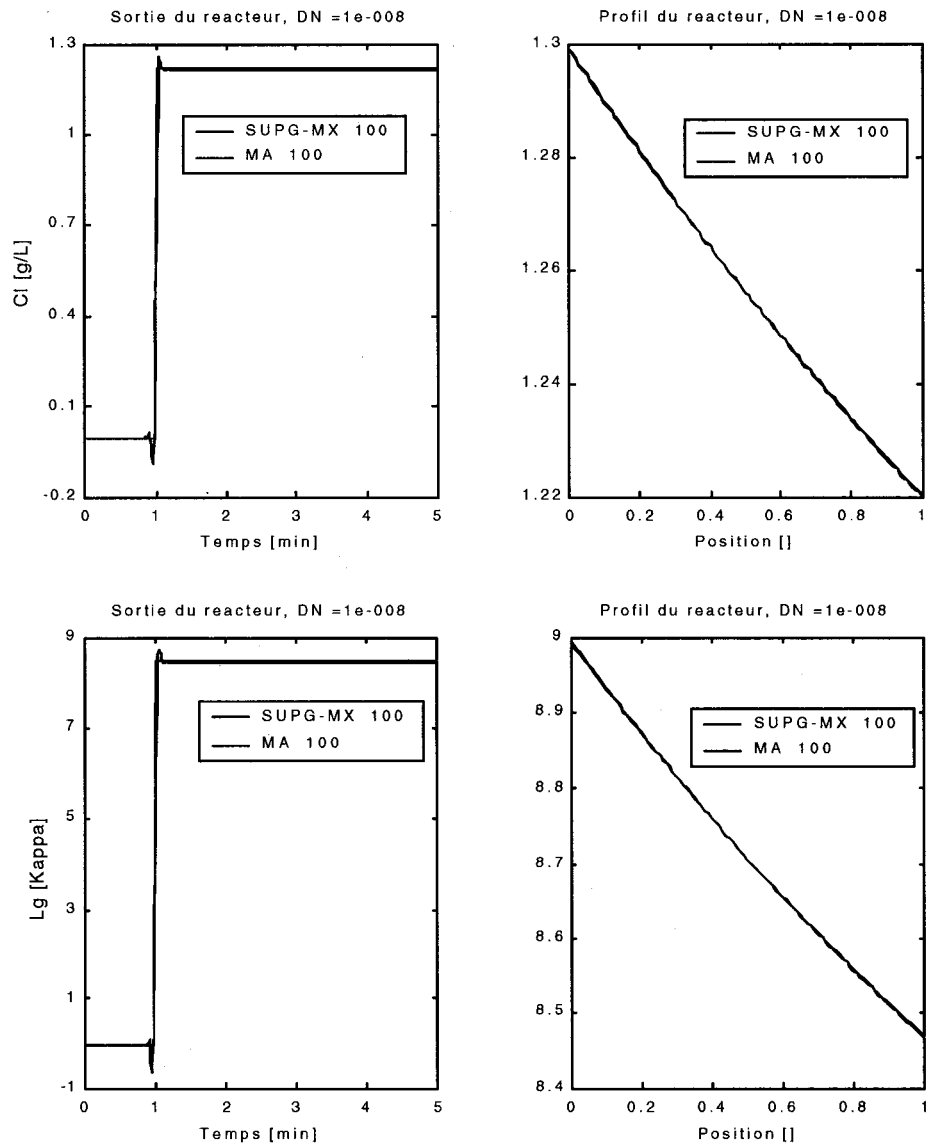 Sortie du reacteur, DN =1e-008
1.3
1
0.7
0.4
0.1
-0.2
Cl [g/L]
SUPG-MX 100
MA 100
0 1 2 3 4 5
Temps [min]
Profil du reacteur, DN =1e-008
1.3
1.28
1.26
1.24
1.22
SUPG-MX 100
MA 100
0 0.2 0.4 0.6 0.8 1
Position []
Sortie du reacteur, DN =1e-008
9
7
5
3
1
-1
Lg [Kappa]
SUPG-MX 100
MA 100
0 1 2 3 4 5
Temps [min]
Profil du reacteur, DN =1e-008
9
8.9
8.8
8.7
8.6
8.5
8.4
SUPG-MX 100
MA 100
0 0.2 0.4 0.6 0.8 1
Position []